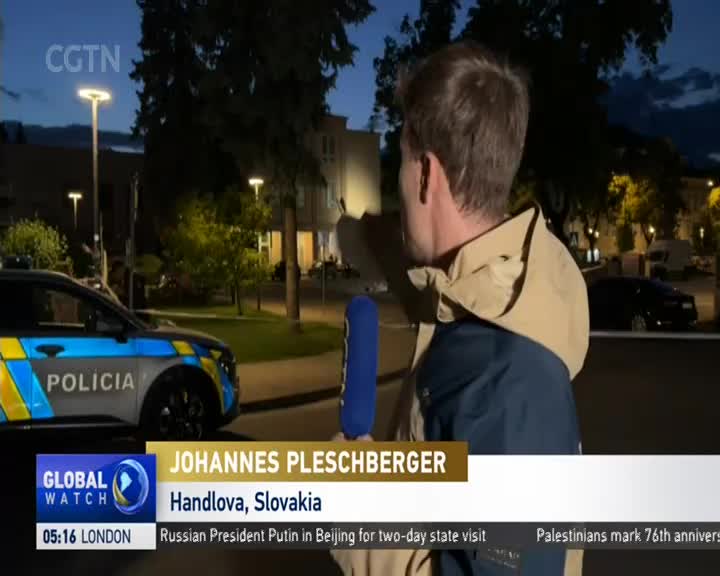 CGTN
POLÍCIA
JOHANNES PLESCHBERGER
GLOBAL
WATCH
Handlova, Slovakia
05:16 LONDON
Russian President Putin in Beijing for two-day state visit
Palestinians mark 76th annivers